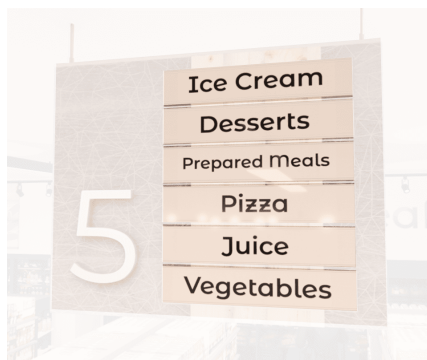 5
Ice Cream
Desserts
Prepared Meals
Pizza
Juice
Vegetables